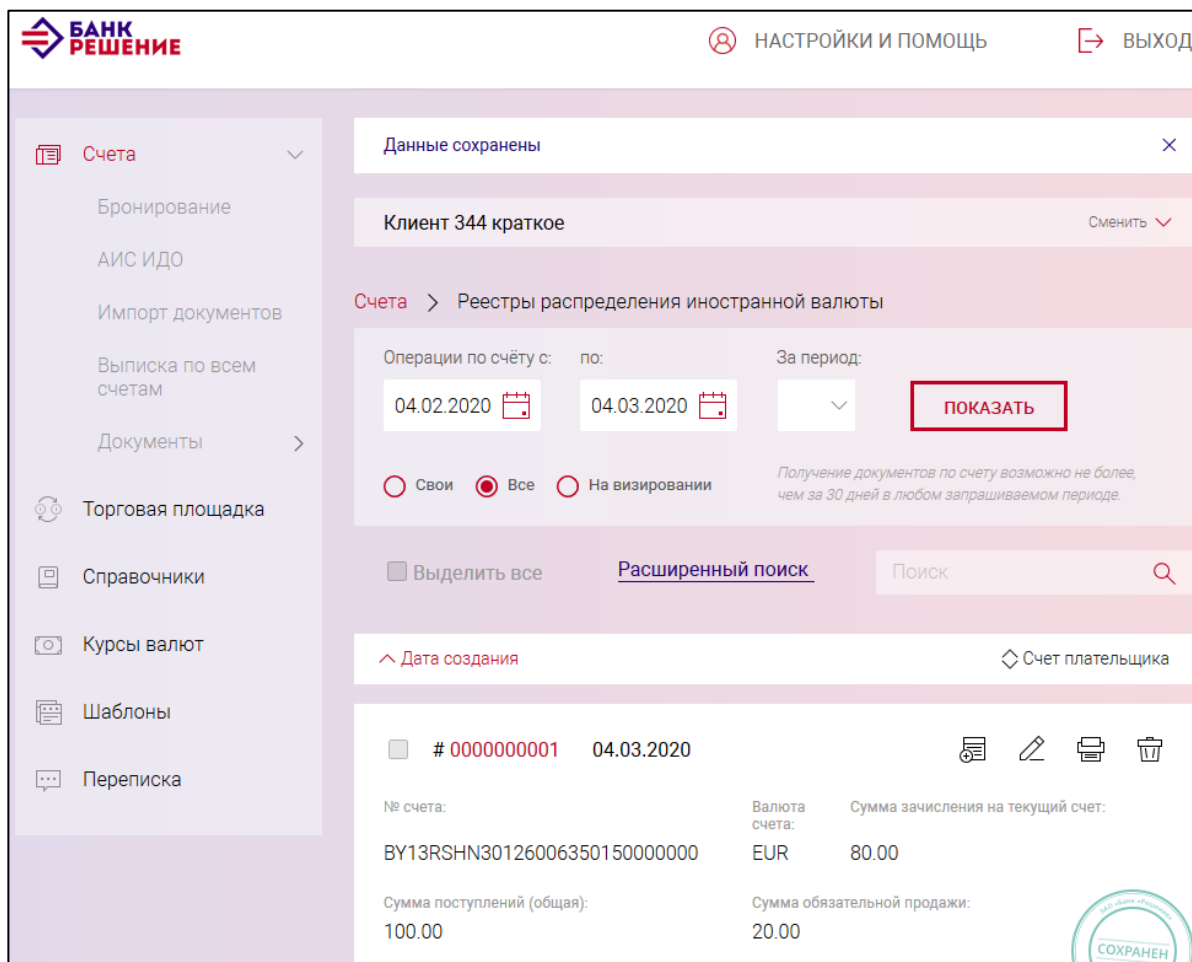 БАНК
РЕШЕНИЕ
НАСТРОЙКИ И ПОМОЩЬ
ВЫХОД
Счета
Бронирование
АИС ИДО
Импорт документов
Выписка по всем
счетам
Документы
Торговая площадка
Справочники
Курсы валют
Шаблоны
Переписка
Данные сохранены
Клиент 344 краткое
Сменить
Счета > Реестры распределения иностранной валюты
Операции по счёту с: по: За период:
04.02.2020 04.03.2020 ПОКАЗАТЬ
Свои Все На визировании
Получение документов по счету возможно не более,
чем за 30 дней в любом запрашиваемом периоде.
Выделить все Расширенный поиск Поиск
Дата создания Счет плательщика
# 0000000001 04.03.2020
№ счета: Валюта счета: Сумма зачисления на текущий счет:
BY13RSHN30126006350150000000 EUR 80.00
Сумма поступлений (общая): Сумма обязательной продажи:
100.00 20.00
ЗАО «Банк «Решение»
СОХРАНЕН